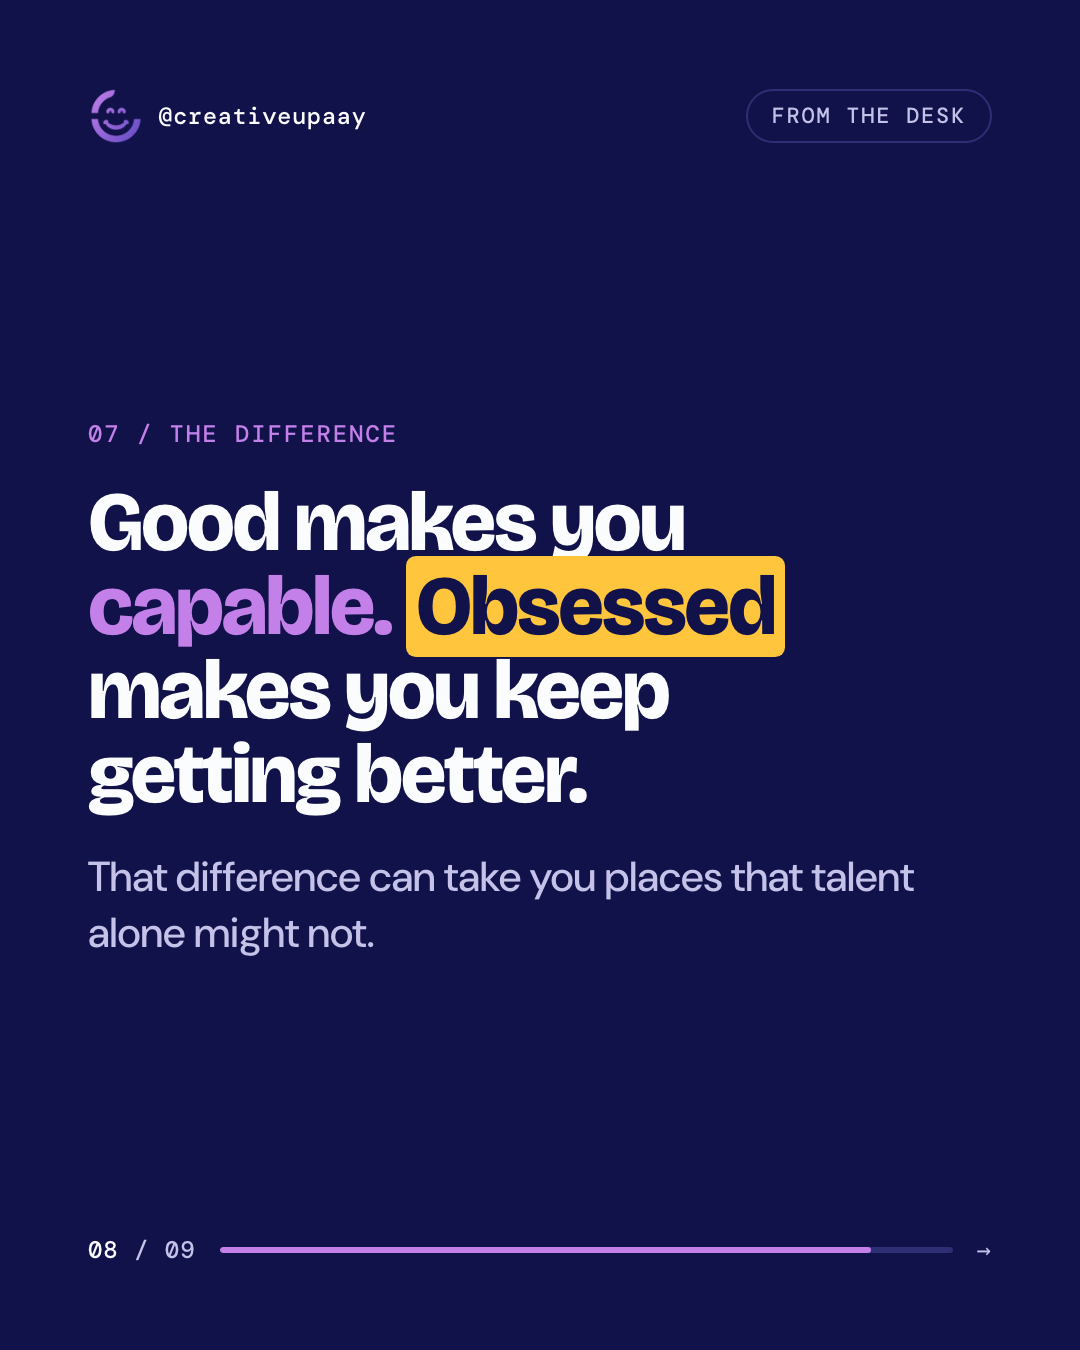 @creativeupaay
FROM THE DESK
07 / THE DIFFERENCE
Good makes you
capable. Obsessed
makes you keep
getting better.
That difference can take you places that talent
alone might not.
08 / 09 →